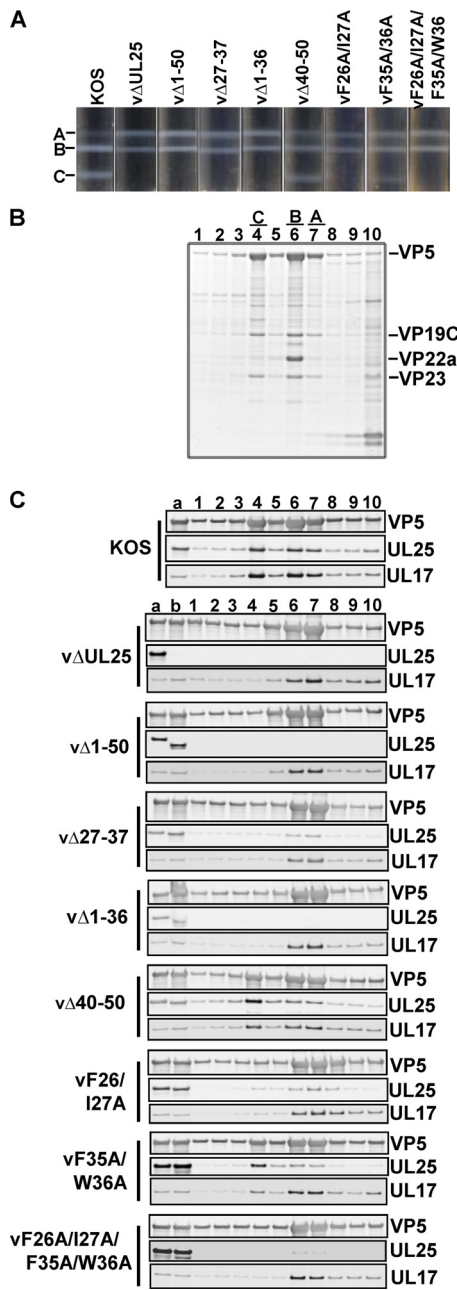 A
KOS
vΔUL25
vΔ1-50
vΔ27-37
vΔ1-36
vΔ40-50
vF26A/I27A
vF35A/36A
vF26A/I27A/
F35A/W36
A
B
C
B
C B A
1 2 3 4 5 6 7 8 9 10
VP5
VP19C
VP22a
VP23
C
a 1 2 3 4 5 6 7 8 9 10
KOS
VP5
UL25
UL17
a b 1 2 3 4 5 6 7 8 9 10
vΔUL25
VP5
UL25
UL17
vΔ1-50
VP5
UL25
UL17
vΔ27-37
VP5
UL25
UL17
vΔ1-36
VP5
UL25
UL17
vΔ40-50
VP5
UL25
UL17
vF26/
I27A
VP5
UL25
UL17
vF35A/
W36A
VP5
UL25
UL17
vF26A/I27A/
F35A/W36A
VP5
UL25
UL17